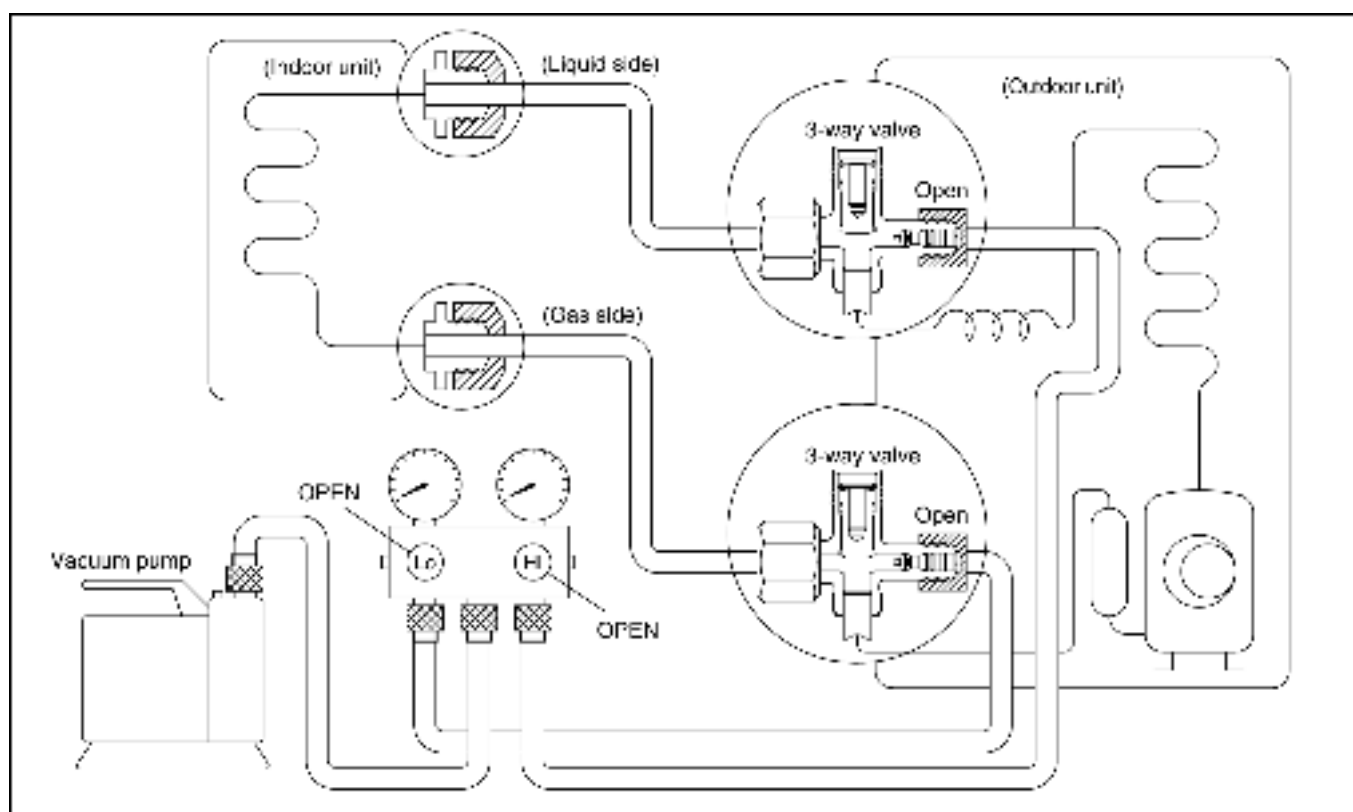 (Indoor unit)
(Liquid side)
(Outdoor unit)
3-way valve
Open
(Gas side)
3-way valve
Open
OPEN
Lo
Hi
Vacuum pump
OPEN